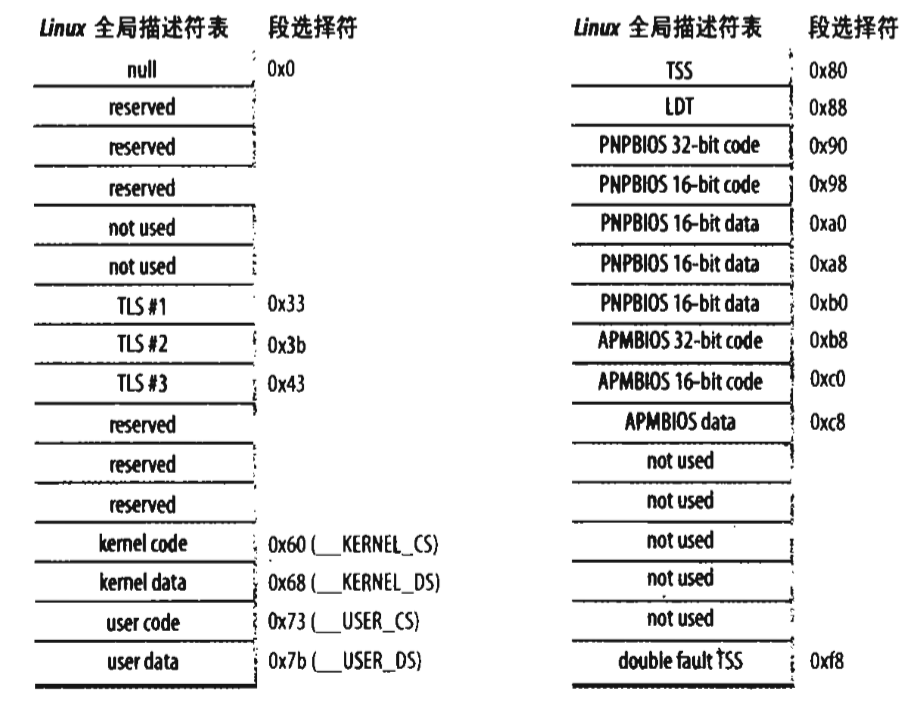 Linux 全局描述符表 段选择符
null 0x0
reserved
reserved
reserved
not used
not used
TLS #1 0x33
TLS #2 0x3b
TLS #3 0x43
reserved
reserved
reserved
kernel code 0x60 (__KERNEL_CS)
kernel data 0x68 (__KERNEL_DS)
user code 0x73 (__USER_CS)
user data 0x7b (__USER_DS)
Linux 全局描述符表 段选择符
TSS 0x80
LDT 0x88
PNPBIOS 32-bit code 0x90
PNPBIOS 16-bit code 0x98
PNPBIOS 16-bit data 0xa0
PNPBIOS 16-bit data 0xa8
PNPBIOS 16-bit data 0xb0
APMBIOS 32-bit code 0xb8
APMBIOS 16-bit code 0xc0
APMBIOS data 0xc8
not used
not used
not used
not used
not used
double fault TSS 0xf8